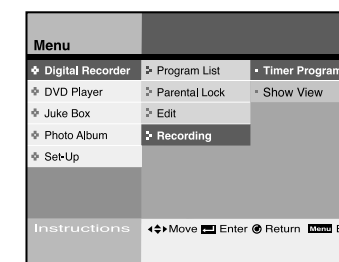 Menu
Digital Recorder
Program List
Timer Program
DVD Player
Parental Lock
Show View
Juke Box
Edit
Photo Album
Recording
Set-Up
Instructions
Move Enter Return Menu